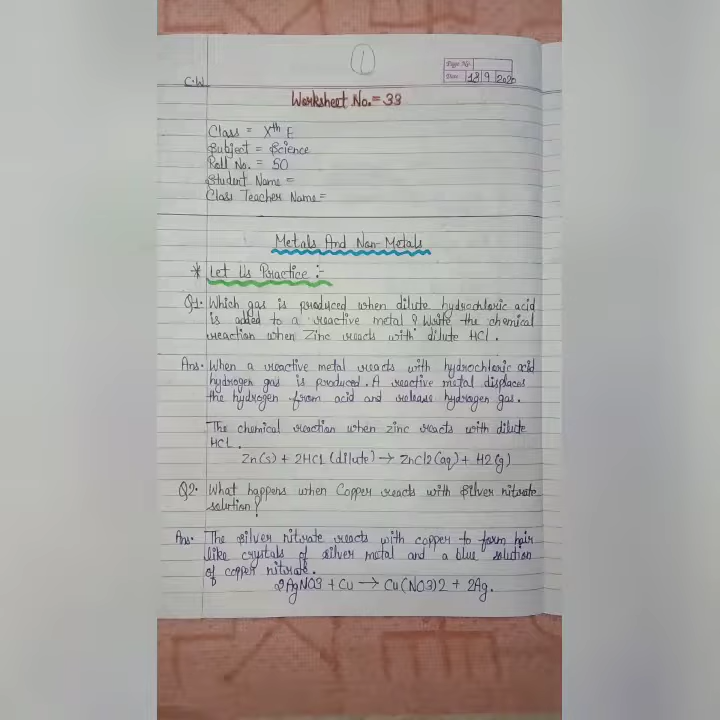 1
Page No.
Date 18 9 2020
C.W
Worksheet No. = 33
Class = Xth E
Subject = Science
Roll No. = 50
Student Name =
Class Teacher Name =
Metals And Non-Metals
* Let Us Practice :-
Q1. Which gas is produced when dilute hydrochloric acid
is added to a reactive metal? Write the chemical
reaction when Zinc reacts with dilute HCl.
Ans. When a reactive metal reacts with hydrochloric acid
hydrogen gas is produced. A reactive metal displaces
the hydrogen from acid and release hydrogen gas.
The chemical reaction when zinc reacts with dilute
HCL.
Zn(s) + 2HCl (dilute) → ZnCl2(aq) + H2(g)
Q2. What happens when Copper reacts with Silver nitrate
solution?
Ans. The silver nitrate reacts with copper to form hair
like crystals of silver metal and a blue solution
of copper nitrate.
2AgNO3 + Cu → Cu(NO3)2 + 2Ag.